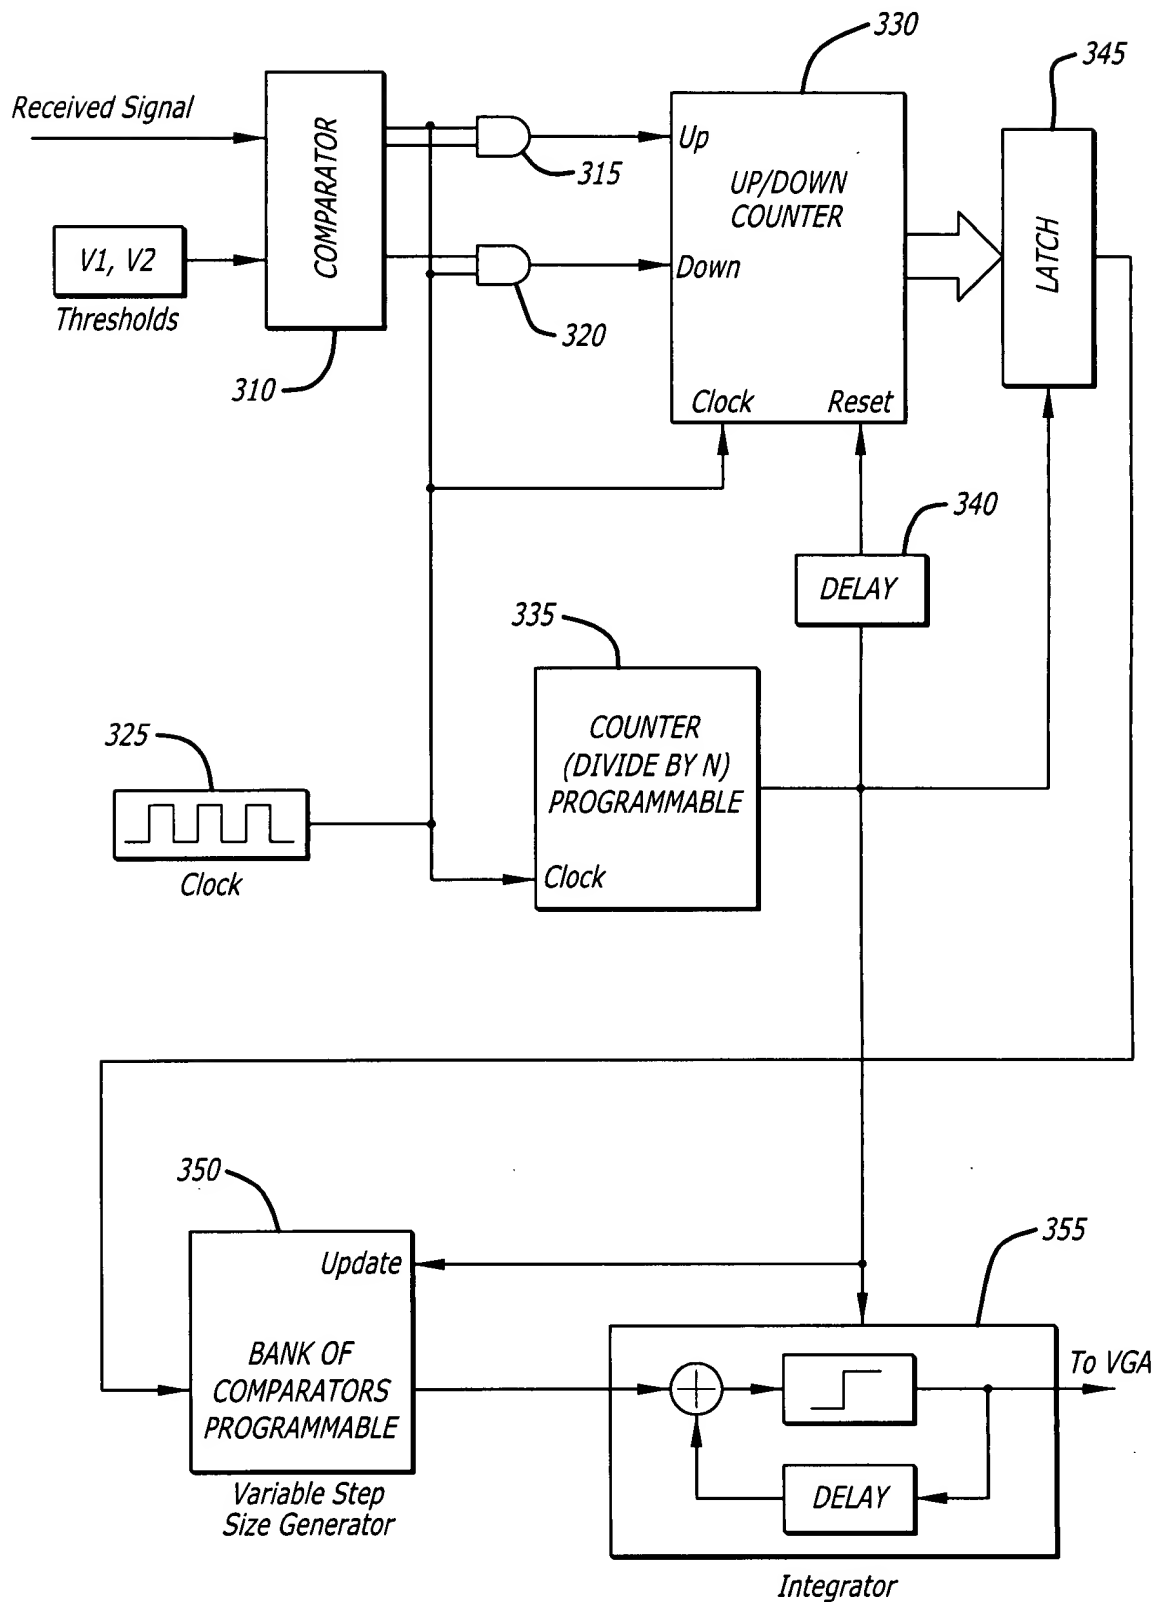 330
345
Received Signal
COMPARATOR
Up
315
UP/DOWN
COUNTER
LATCH
V1, V2
Thresholds
Down
320
310
Clock
Reset
340
DELAY
335
COUNTER
(DIVIDE BY N)
PROGRAMMABLE
325
Clock
Clock
350
355
Update
BANK OF
COMPARATORS
PROGRAMMABLE
To VGA
DELAY
Variable Step
Size Generator
Integrator